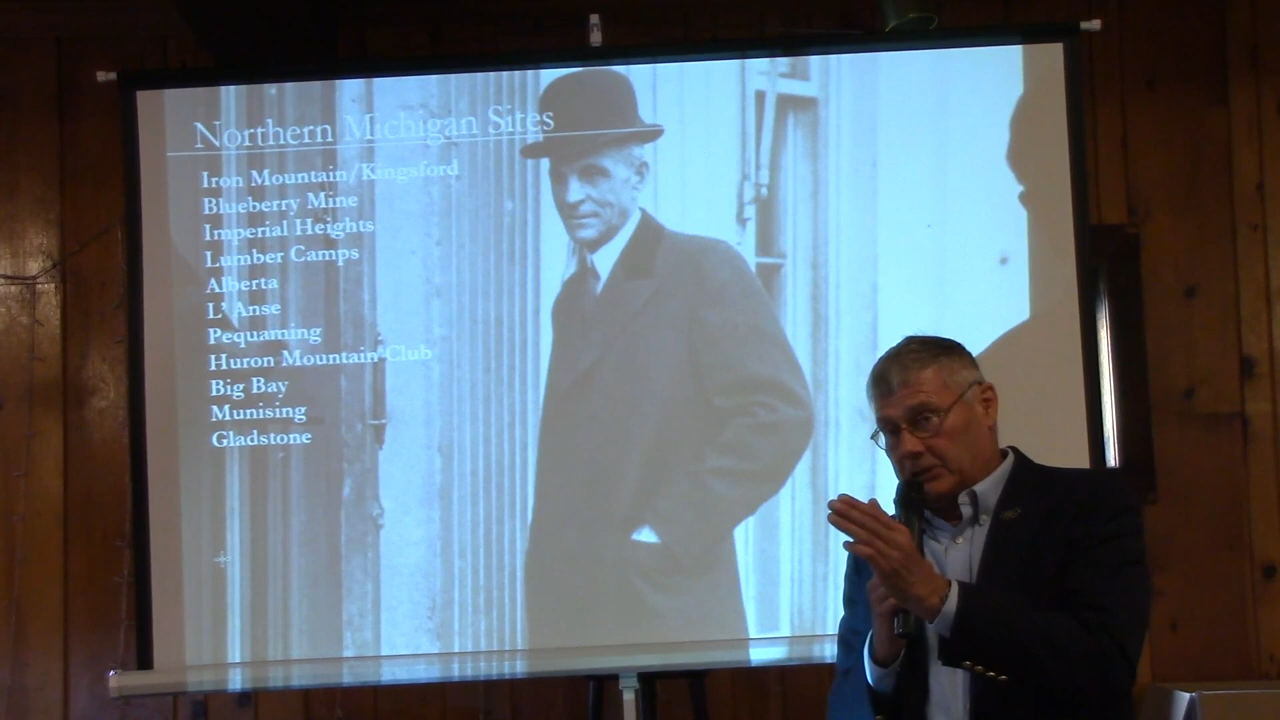 Northern Michigan Sites
Iron Mountain/Kingsford
Blueberry Mine
Imperial Heights
Lumber Camps
Alberta
L' Anse
Pequaming
Huron Mountain Club
Big Bay
Munising
Gladstone